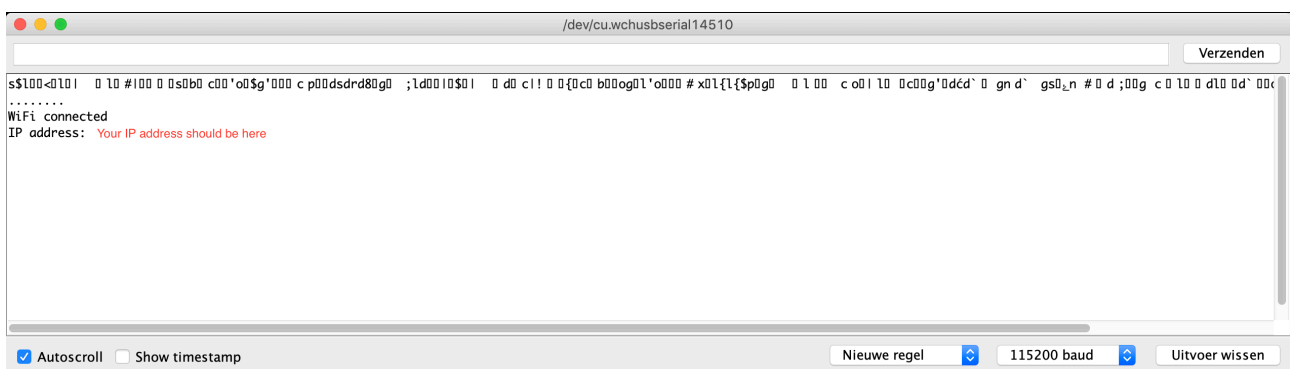 /dev/cu.wchusbserial14510
Verzenden
........
WiFi connected
IP address: Your IP address should be here
Autoscroll Show timestamp Nieuwe regel 115200 baud Uitvoer wissen